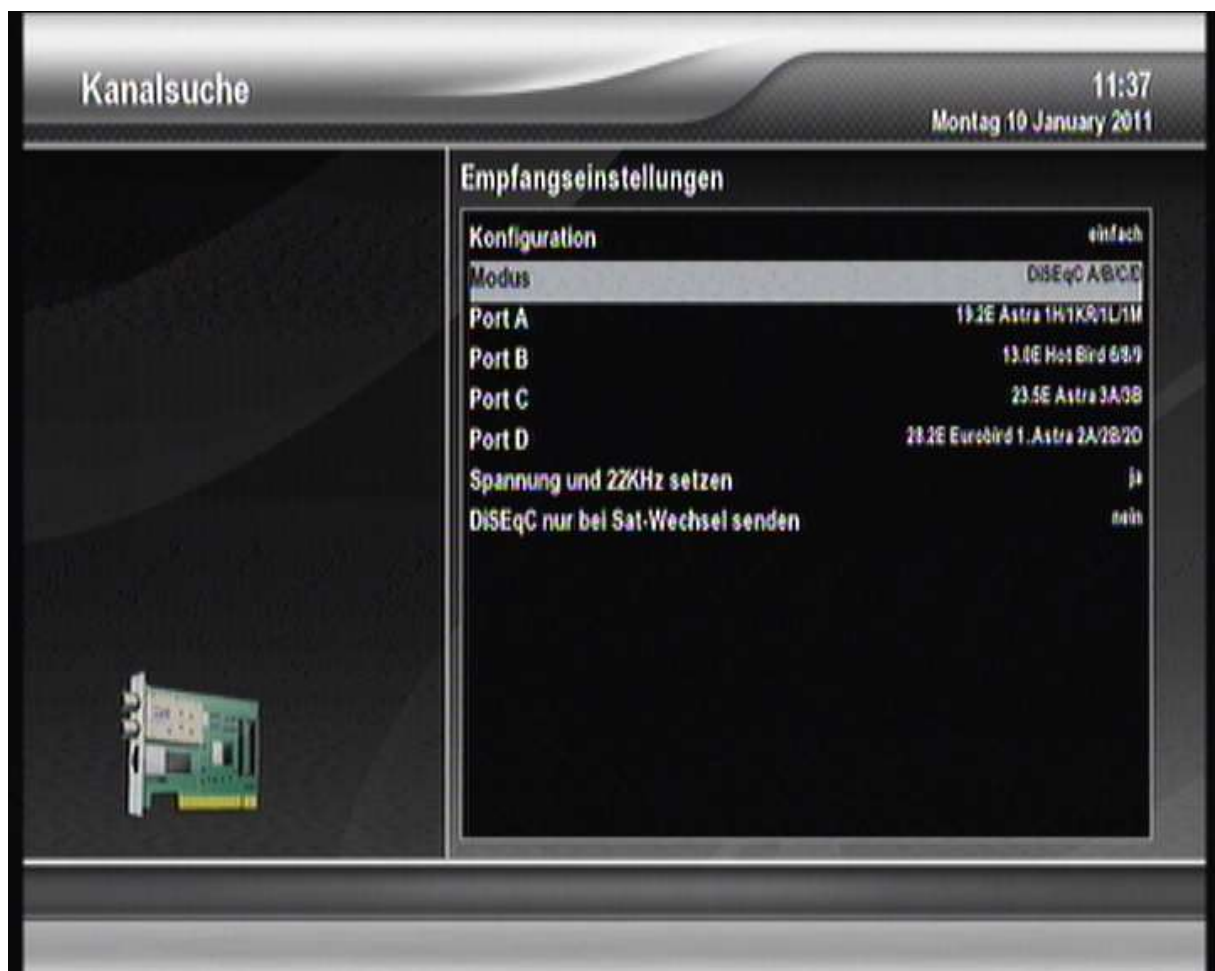 Kanalsuche
11:37
Montag 10 January 2011
Empfangseinstellungen
Konfiguration einfach
Modus DiSEqC A/B/C/D
Port A 19.2E Astra 1H/1KR/1L/1M
Port B 13.0E Hot Bird 6/8/9
Port C 23.5E Astra 3A/3B
Port D 28.2E Eurobird 1.Astra 2A/2B/2D
Spannung und 22KHz setzen ja
DiSEqC nur bei Sat-Wechsel senden nein